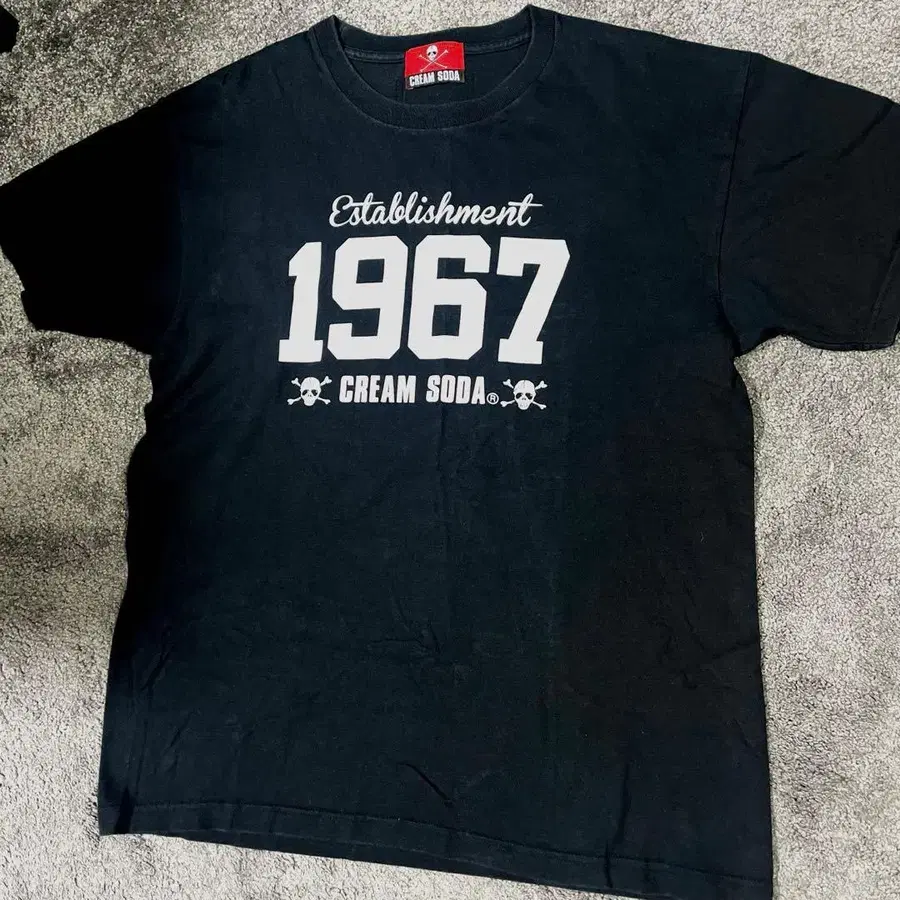 CREAM SODA
Establishment
1967
CREAM SODA®